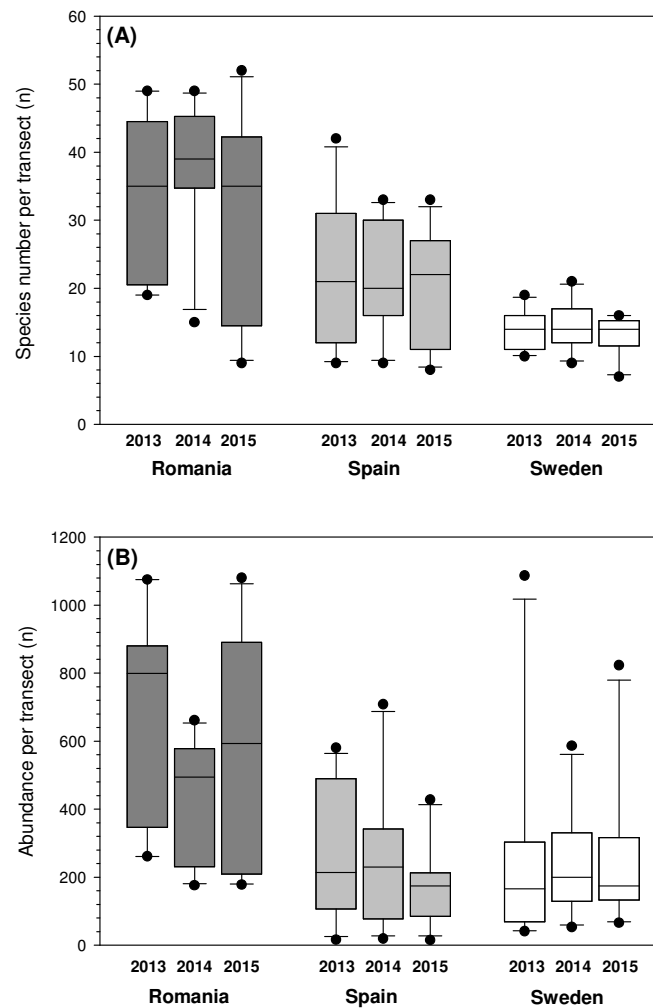 (A)
Species number per transect (n)
60
50
40
30
20
10
0
2013 2014 2015 2013 2014 2015 2013 2014 2015
Romania Spain Sweden
(B)
Abundance per transect (n)
1200
1000
800
600
400
200
0
2013 2014 2015 2013 2014 2015 2013 2014 2015
Romania Spain Sweden